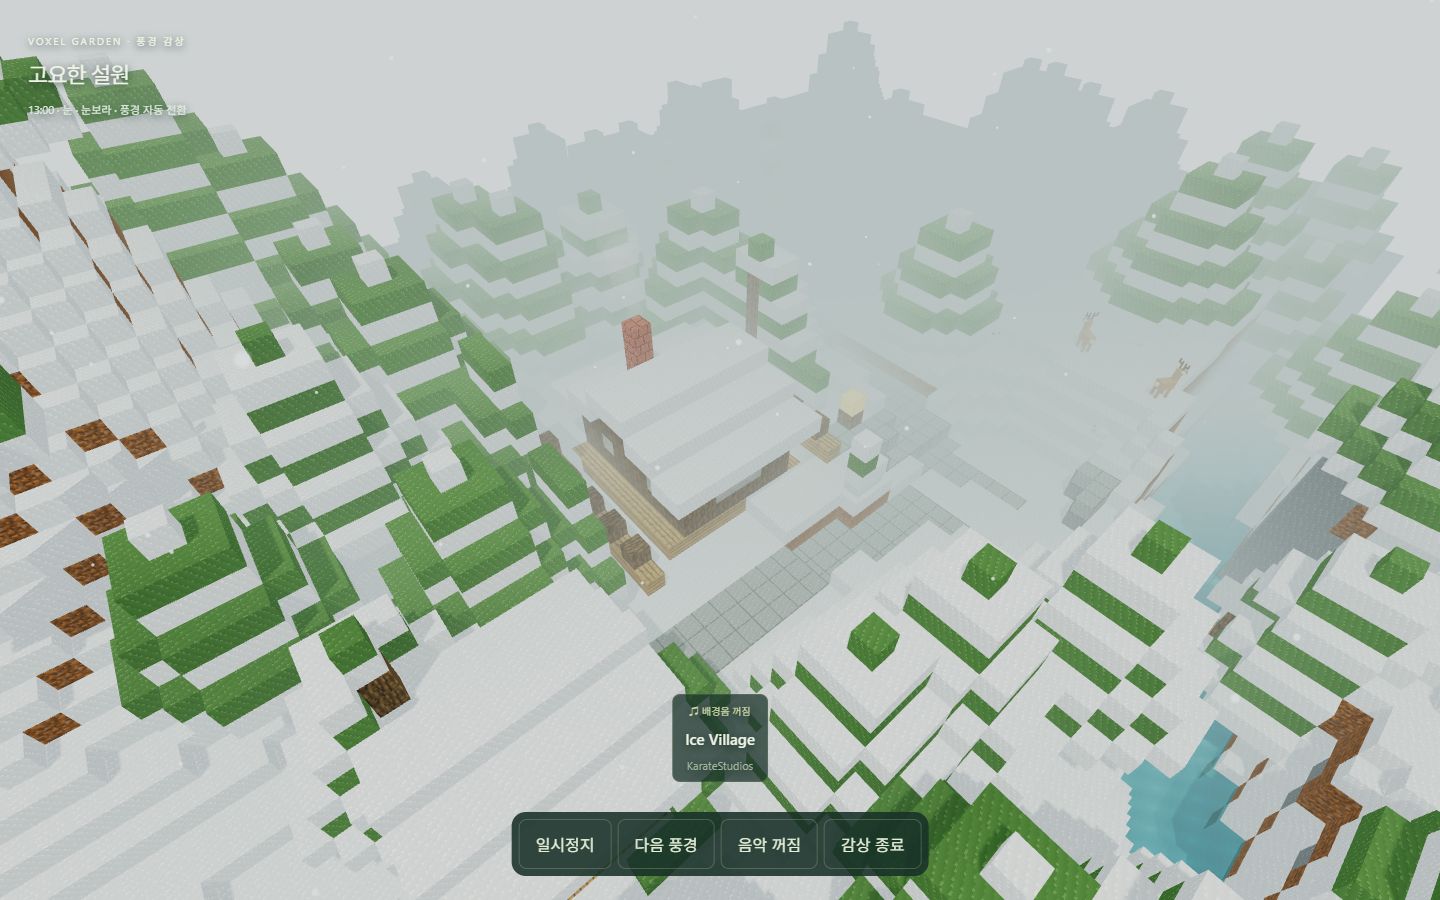 VOXEL GARDEN · 풍경 감상
고요한 설원
13:00 · 눈 · 눈보라 · 풍경 자동 전환
♫ 배경음 꺼짐
Ice Village
KarateStudios
일시정지
다음 풍경
음악 꺼짐
감상 종료